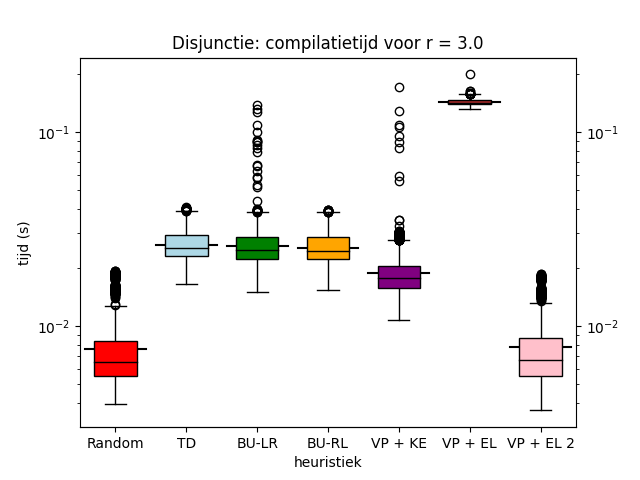 Disjunctie: compilatietijd voor r = 3.0
tijd (s)
10⁻¹
10⁻²
10⁻¹
10⁻²
Random TD BU-LR BU-RL VP + KE VP + EL VP + EL 2
heuristiek